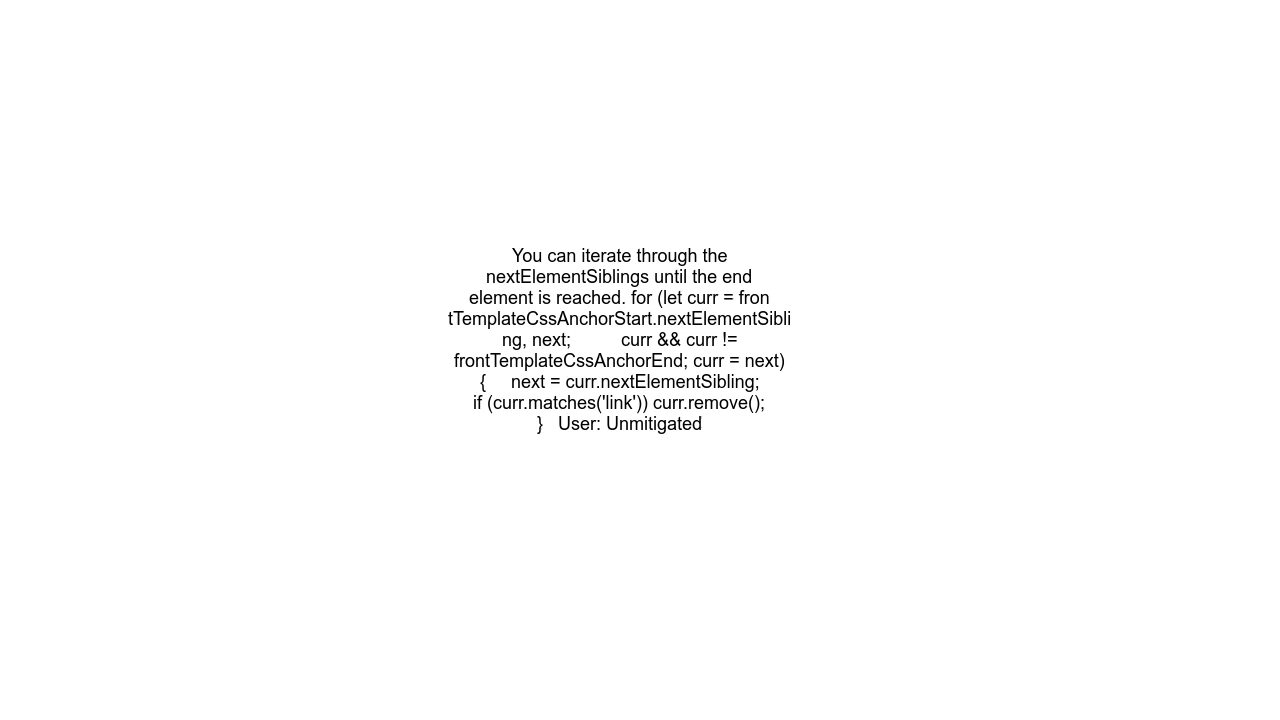 You can iterate through the
nextElementSiblings until the end
element is reached. for (let curr = fron
tTemplateCssAnchorStart.nextElementSibli
ng, next;          curr && curr !=
frontTemplateCssAnchorEnd; curr = next)
{     next = curr.nextElementSibling;
if (curr.matches('link')) curr.remove();
}   User: Unmitigated